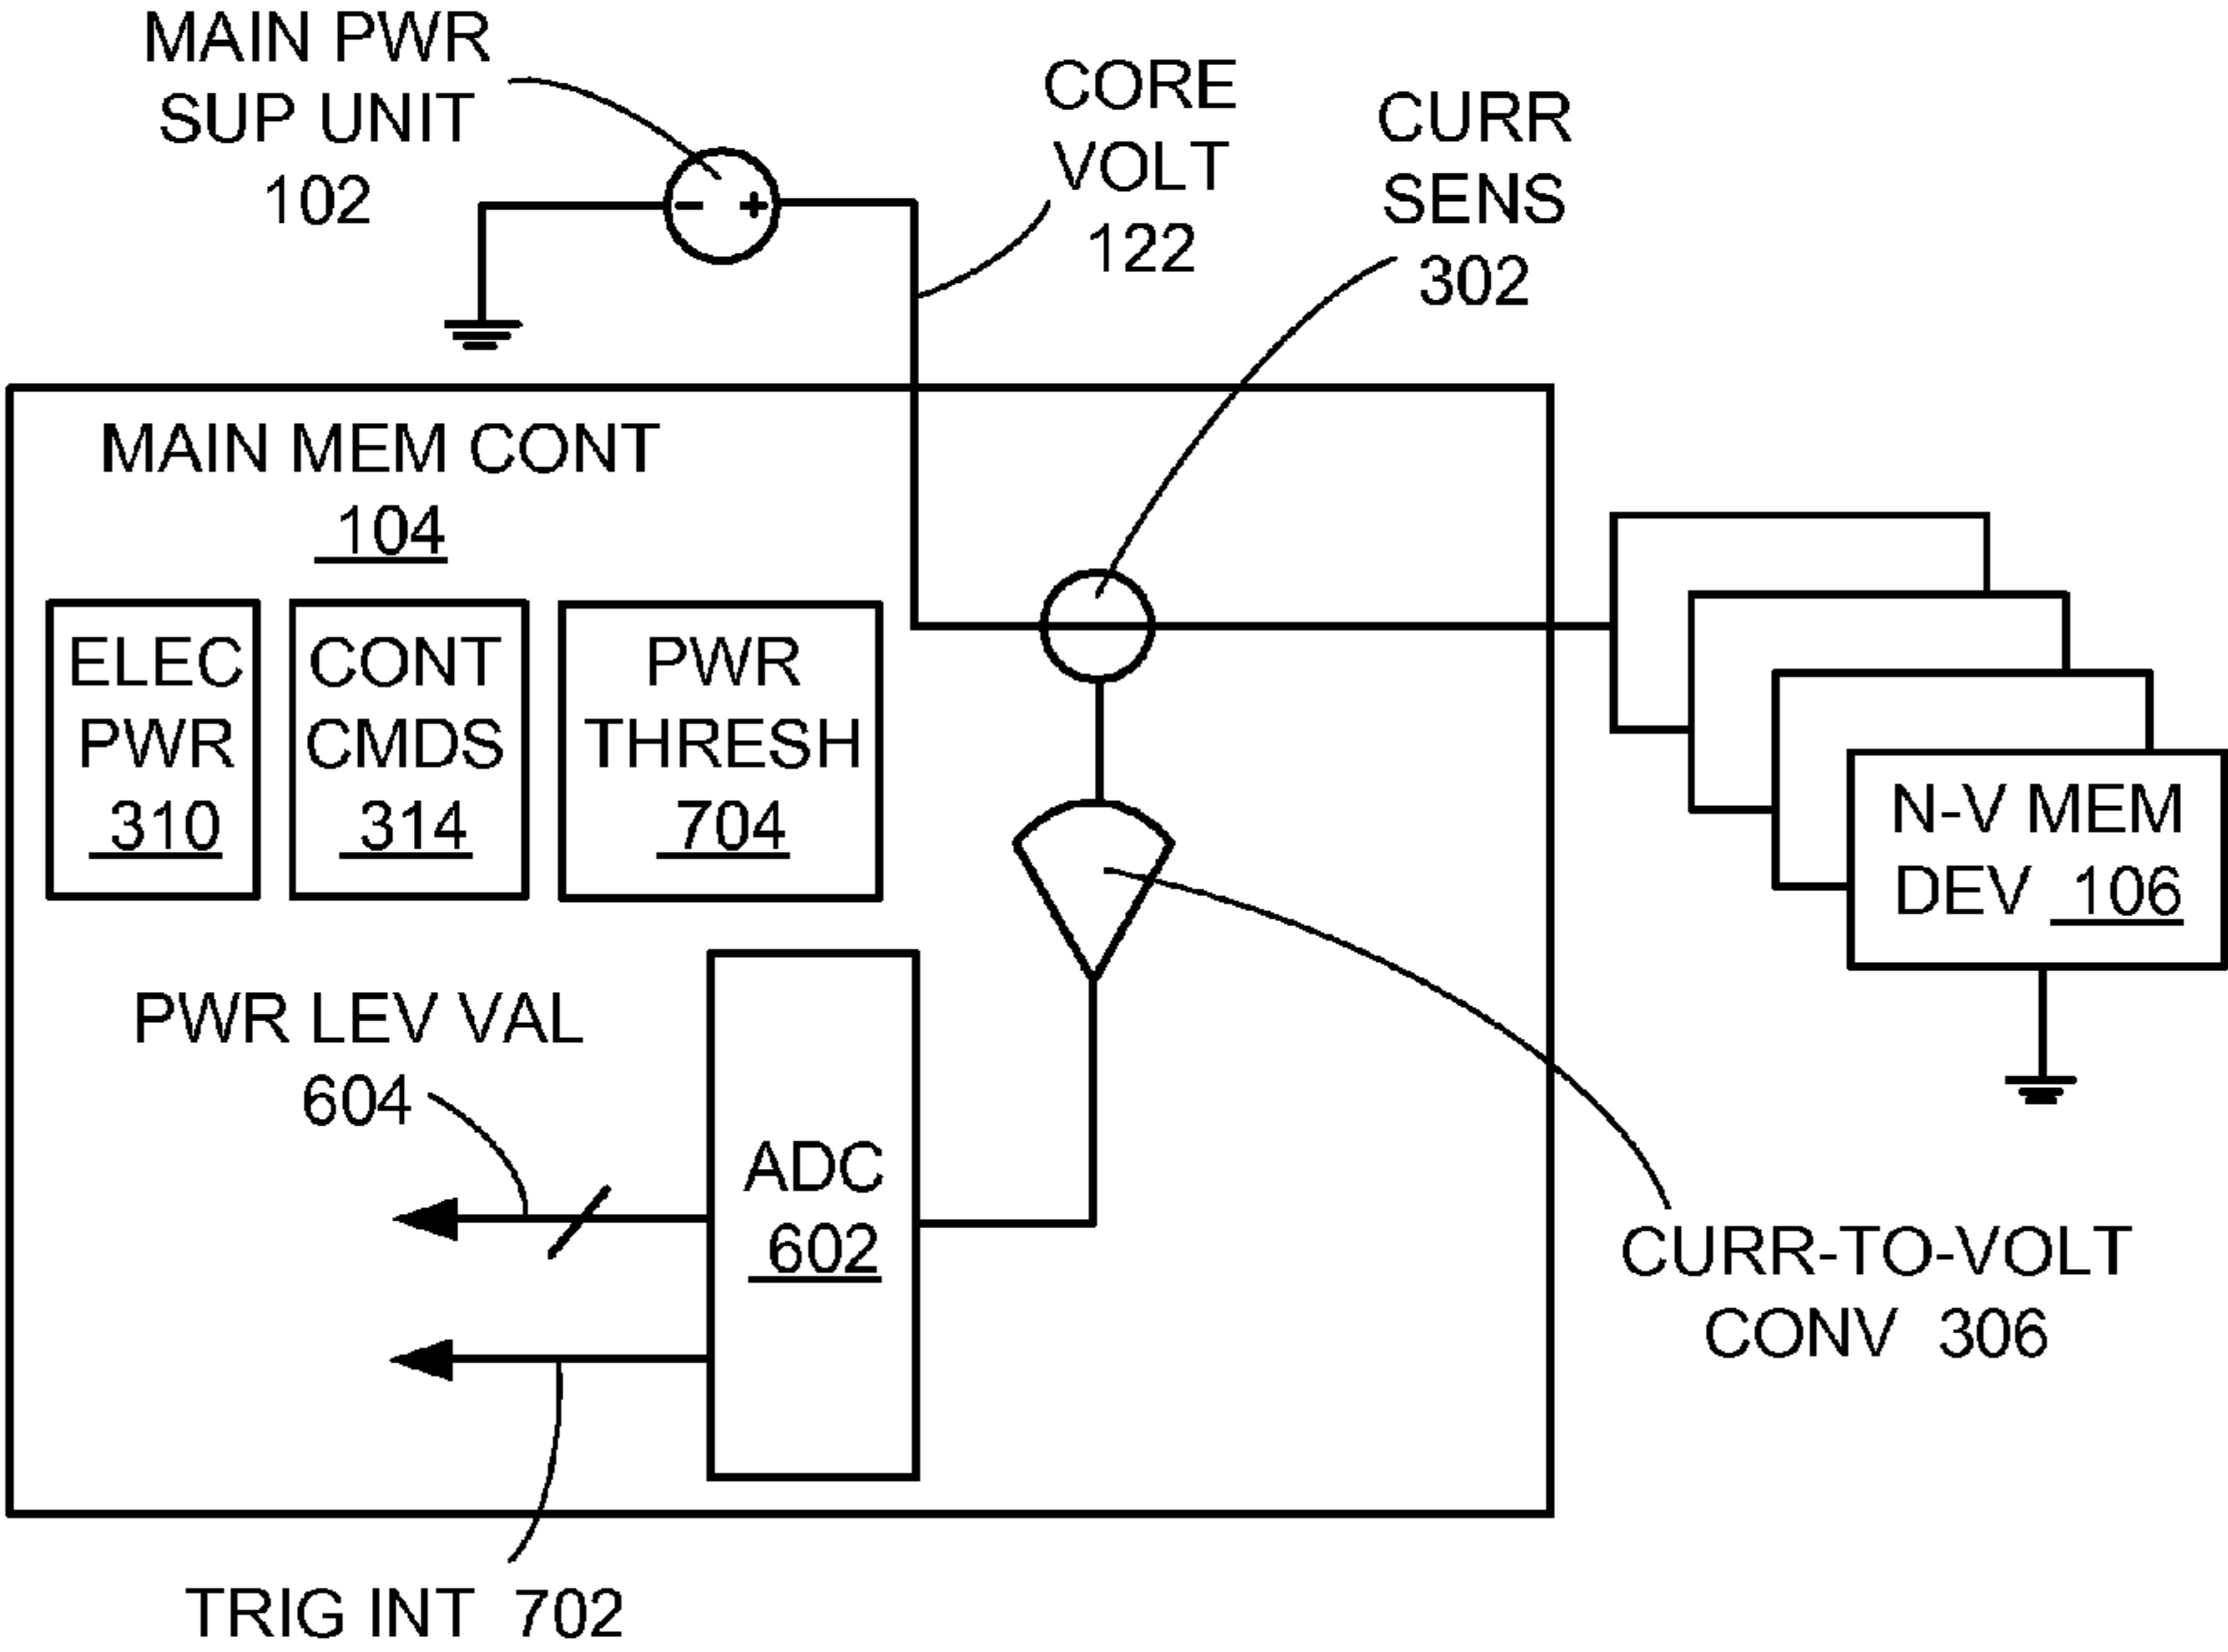 MAIN PWR
SUP UNIT
102
CORE
VOLT
122
CURR
SENS
302
MAIN MEM CONT
104
ELEC
PWR
310
CONT
CMDS
314
PWR
THRESH
704
N-V MEM
DEV 106
PWR LEV VAL
604
ADC
602
CURR-TO-VOLT
CONV 306
TRIG INT 702